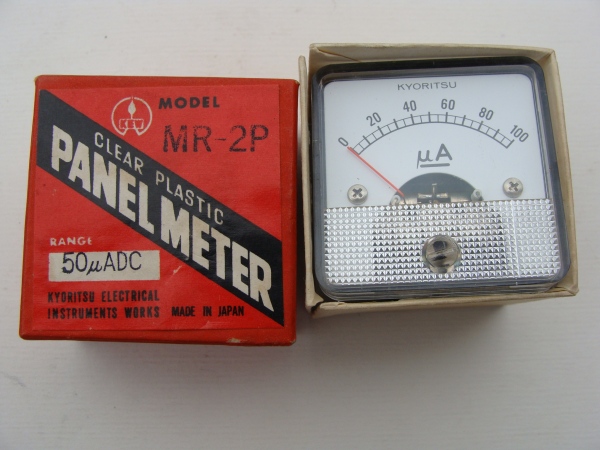 MODEL
MR-2P
CLEAR PLASTIC
PANEL METER
RANGE
50μADC
KYORITSU ELECTRICAL
INSTRUMENTS WORKS MADE IN JAPAN
KYORITSU
0 20 40 60 80 100
μA